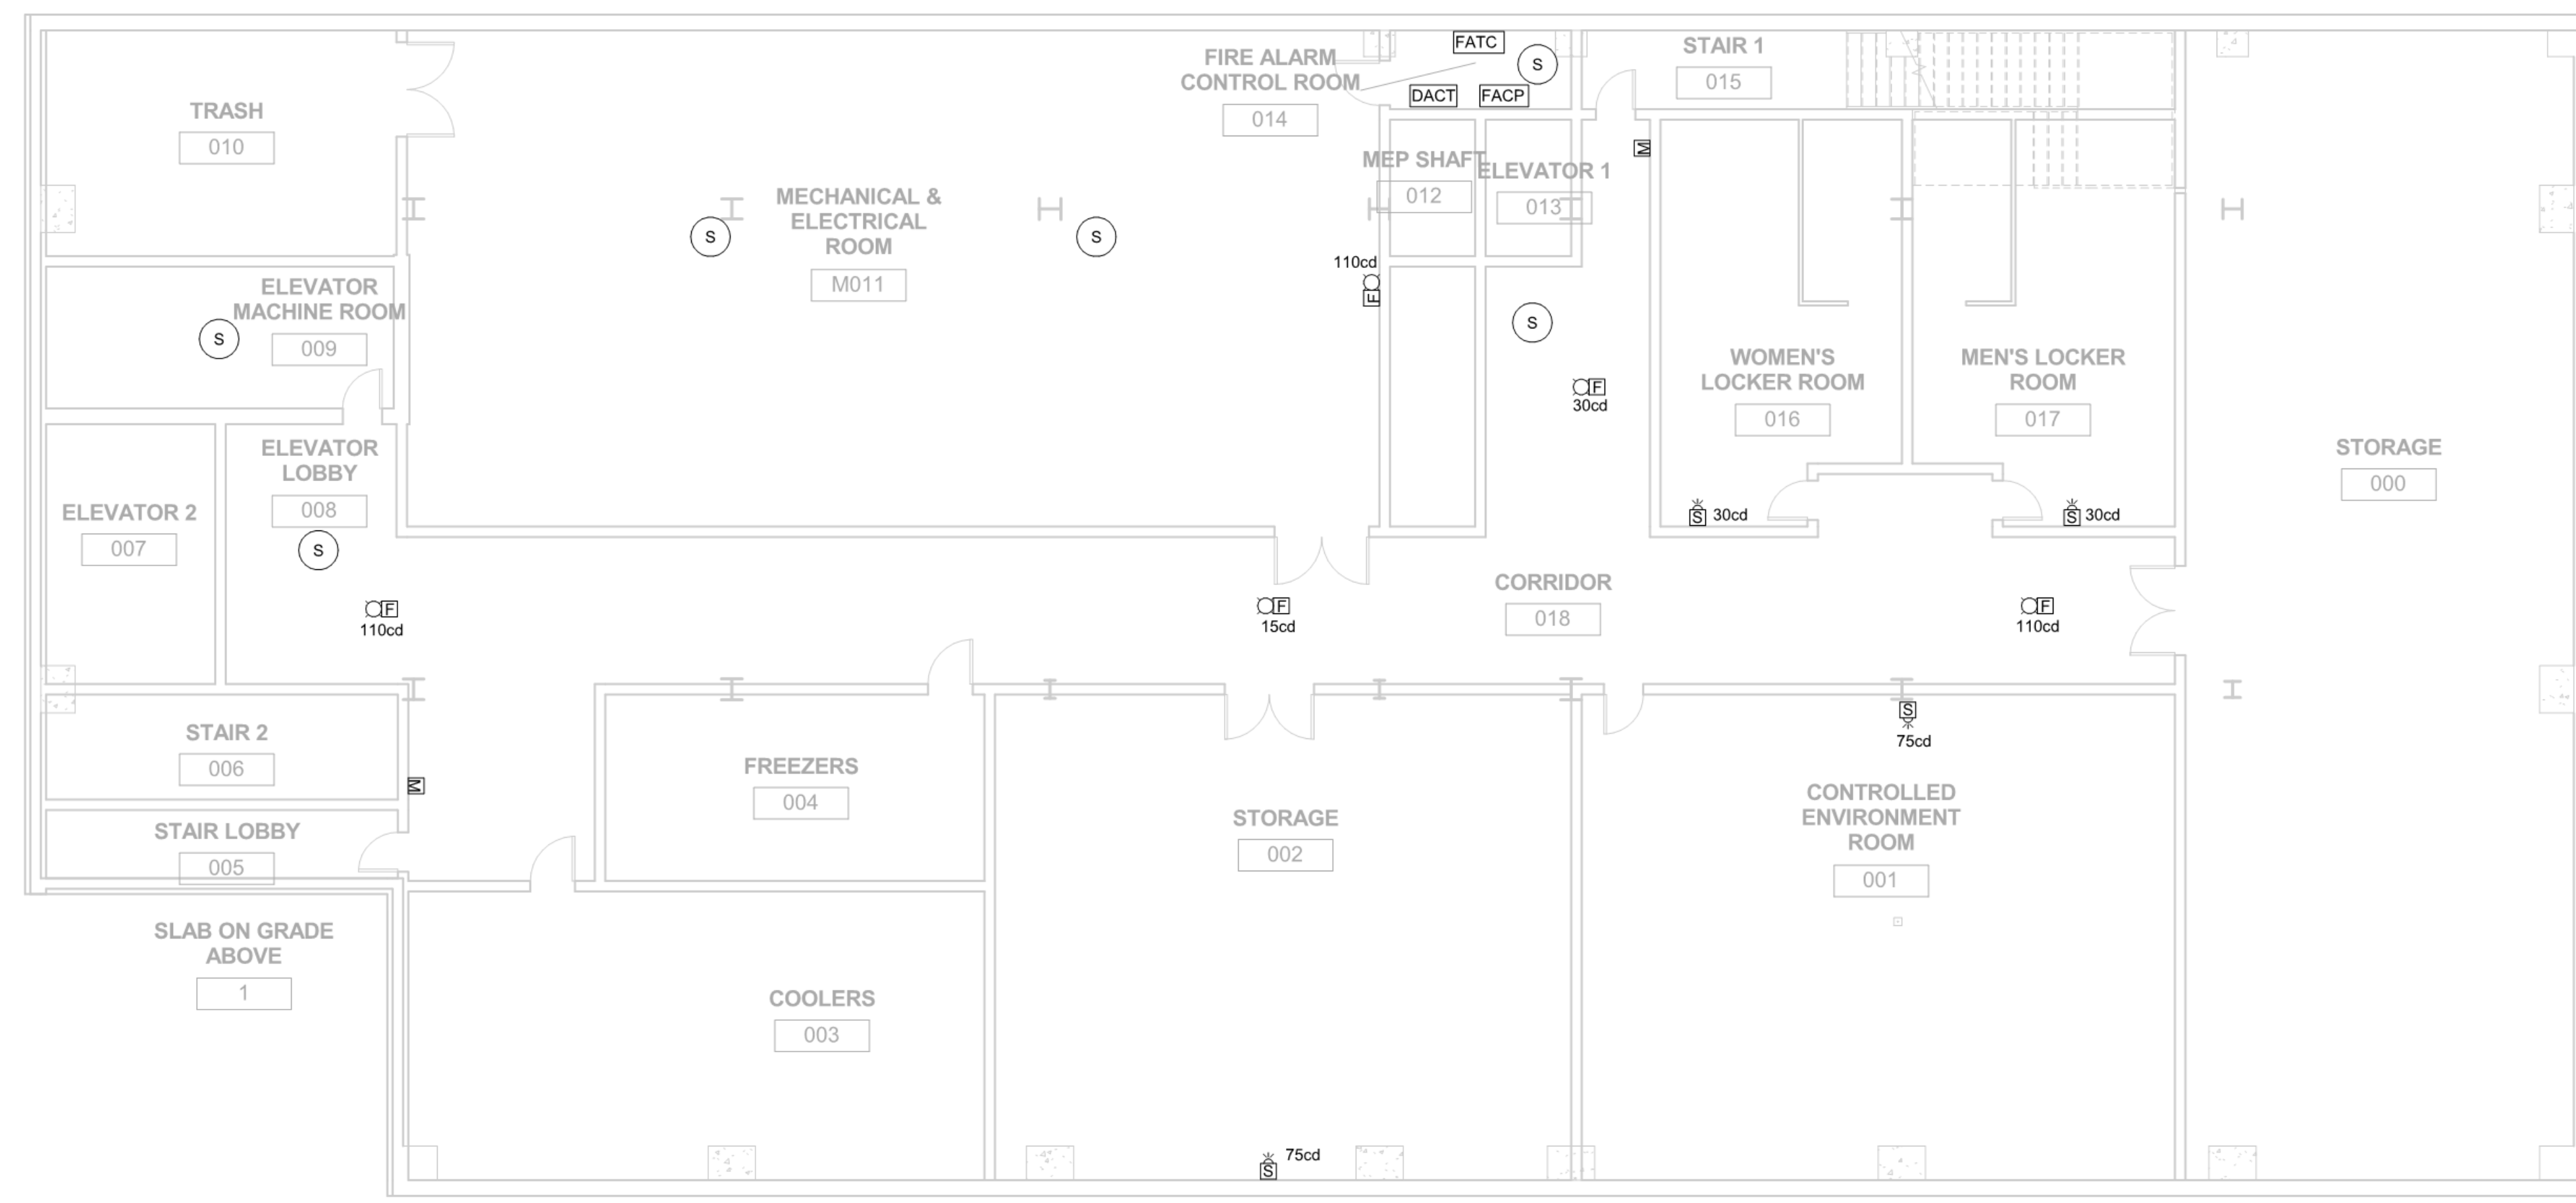 FATC
S
DACT
FACP
FIRE ALARM
CONTROL ROOM
014
STAIR 1
015
TRASH
010
MEP SHAFT
012
ELEVATOR 1
013
M
MECHANICAL &
ELECTRICAL
ROOM
M011
S
S
110cd
F
ELEVATOR
MACHINE ROOM
009
S
S
F
30cd
WOMEN'S
LOCKER ROOM
016
MEN'S LOCKER
ROOM
017
STORAGE
000
ELEVATOR
LOBBY
008
S
ELEVATOR 2
007
S 30cd
S 30cd
F
110cd
F
15cd
CORRIDOR
018
F
110cd
STAIR 2
006
M
STAIR LOBBY
005
FREEZERS
004
STORAGE
002
S
75cd
CONTROLLED
ENVIRONMENT
ROOM
001
SLAB ON GRADE
ABOVE
1
COOLERS
003
S 75cd